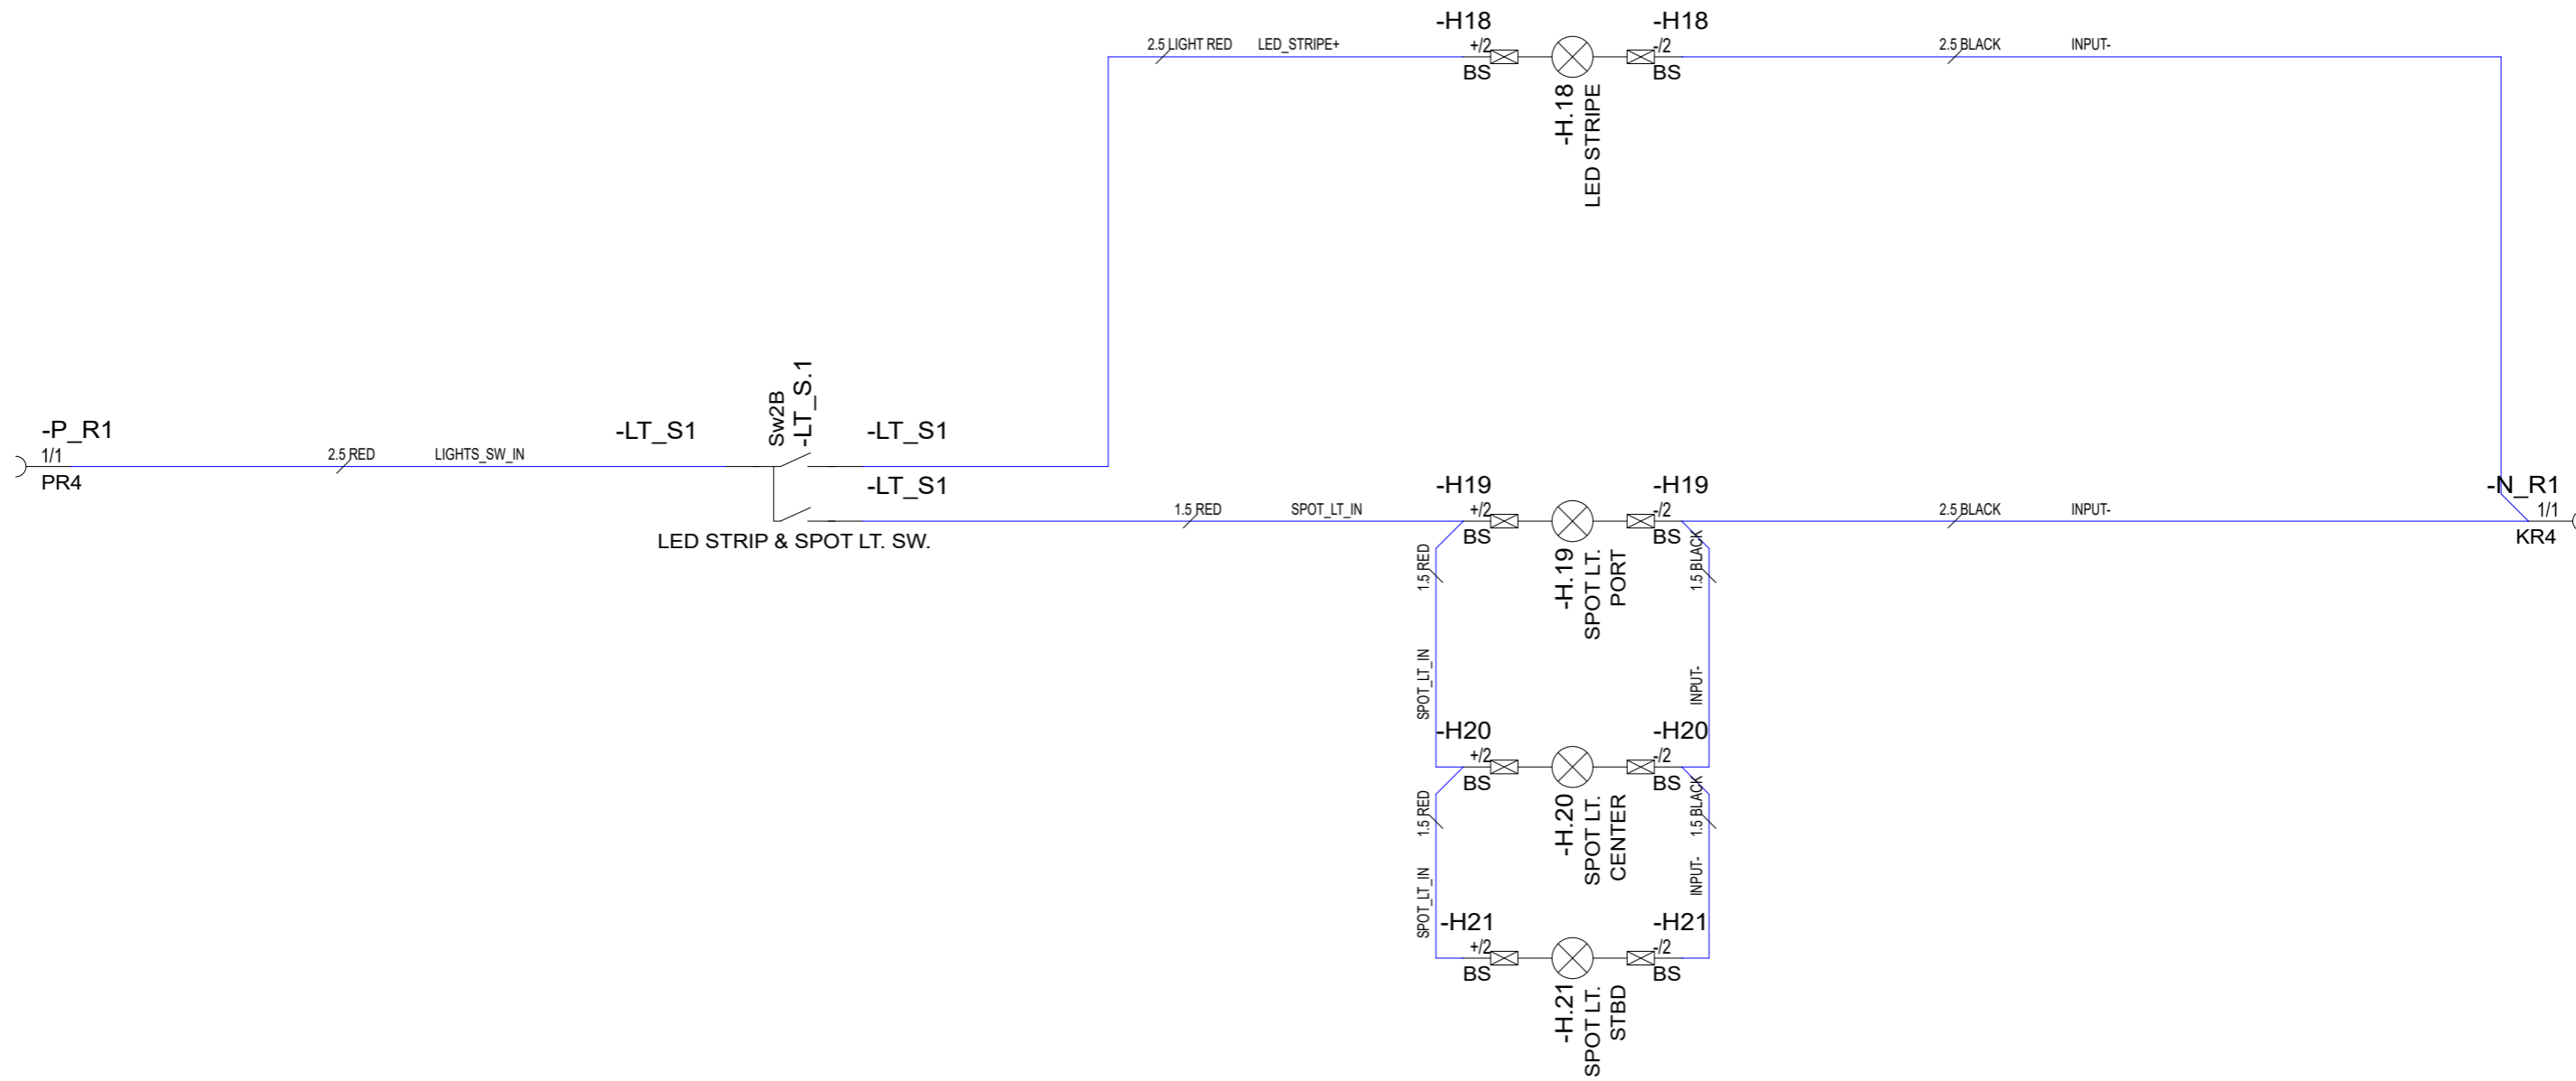 -H18
+/2
BS
-H18
-/2
BS
2.5 LIGHT RED
LED_STRIPE+
2.5 BLACK
INPUT-
-H.18
LED STRIPE
-P_R1
1/1
PR4
2.5 RED
LIGHTS_SW_IN
-LT_S1
Sw2B
-LT_S.1
-LT_S1
-LT_S1
LED STRIP & SPOT LT. SW.
1.5 RED
SPOT_LT_IN
-H19
+/2
BS
-H19
-/2
BS
2.5 BLACK
INPUT-
-N_R1
1/1
KR4
-H.19
SPOT LT.
PORT
1.5 RED
SPOT_LT_IN
1.5 BLACK
INPUT-
-H20
+/2
BS
-H20
-/2
BS
-H.20
SPOT LT.
CENTER
1.5 RED
SPOT_LT_IN
1.5 BLACK
INPUT-
-H21
+/2
BS
-H21
-/2
BS
-H.21
SPOT LT.
STBD